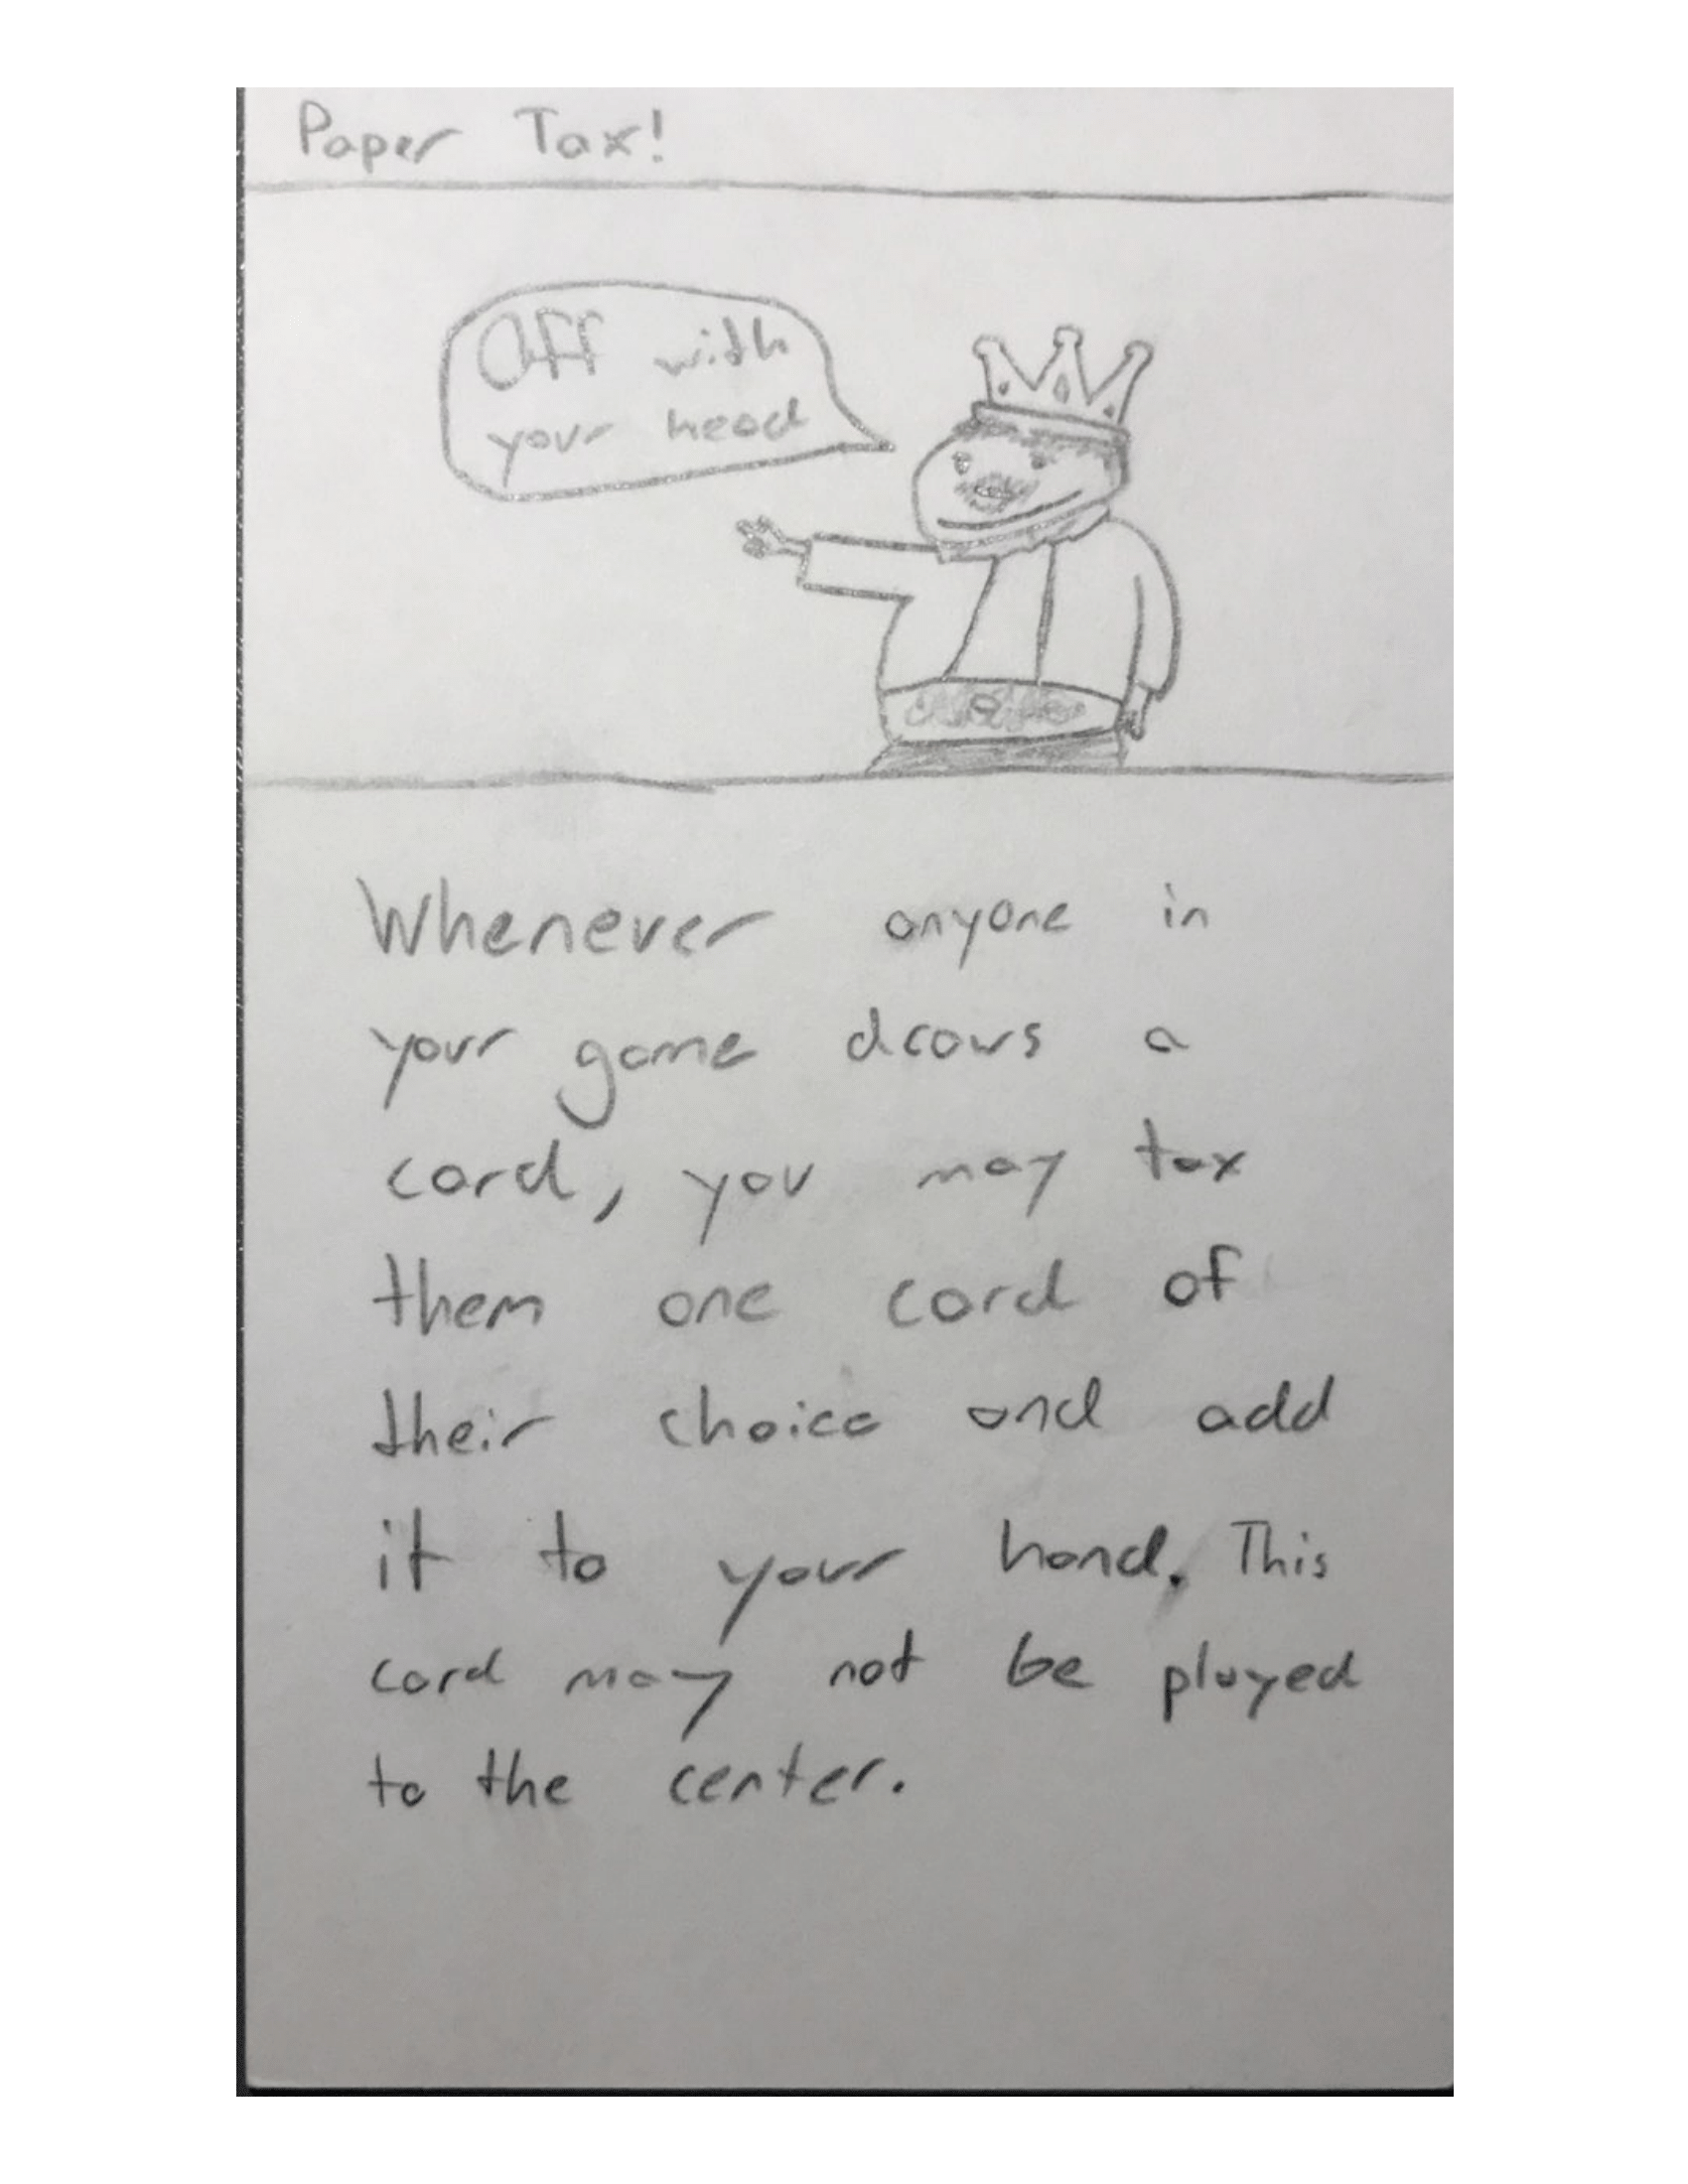 Paper Tax!
Off with
your head
Whenever anyone in
your game draws a
card, you may tax
them one card of
their choice and add
it to your hand. This
card may not be played
to the center.